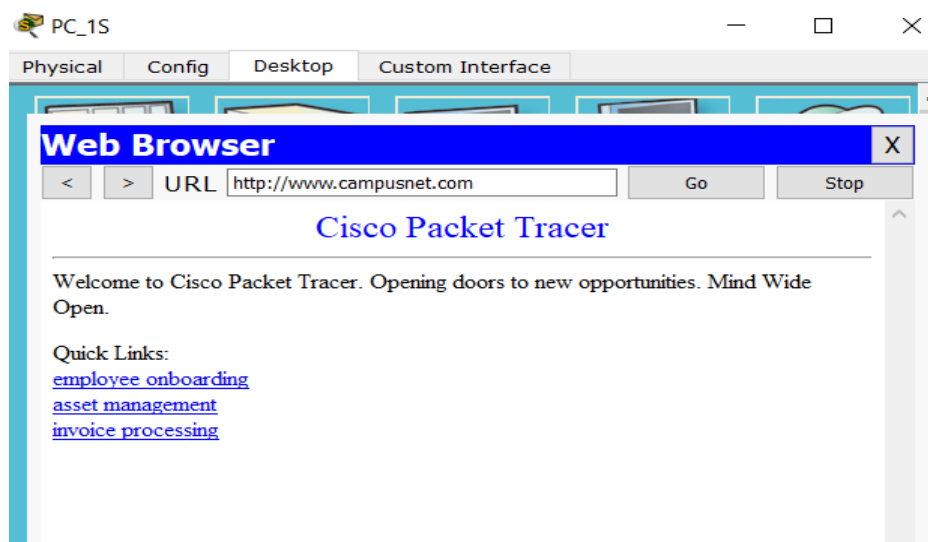 PC_1S
Physical Config Desktop Custom Interface
Web Browser X
< > URL http://www.campusnet.com Go Stop
Cisco Packet Tracer
Welcome to Cisco Packet Tracer. Opening doors to new opportunities. Mind Wide
Open.
Quick Links:
employee onboarding
asset management
invoice processing